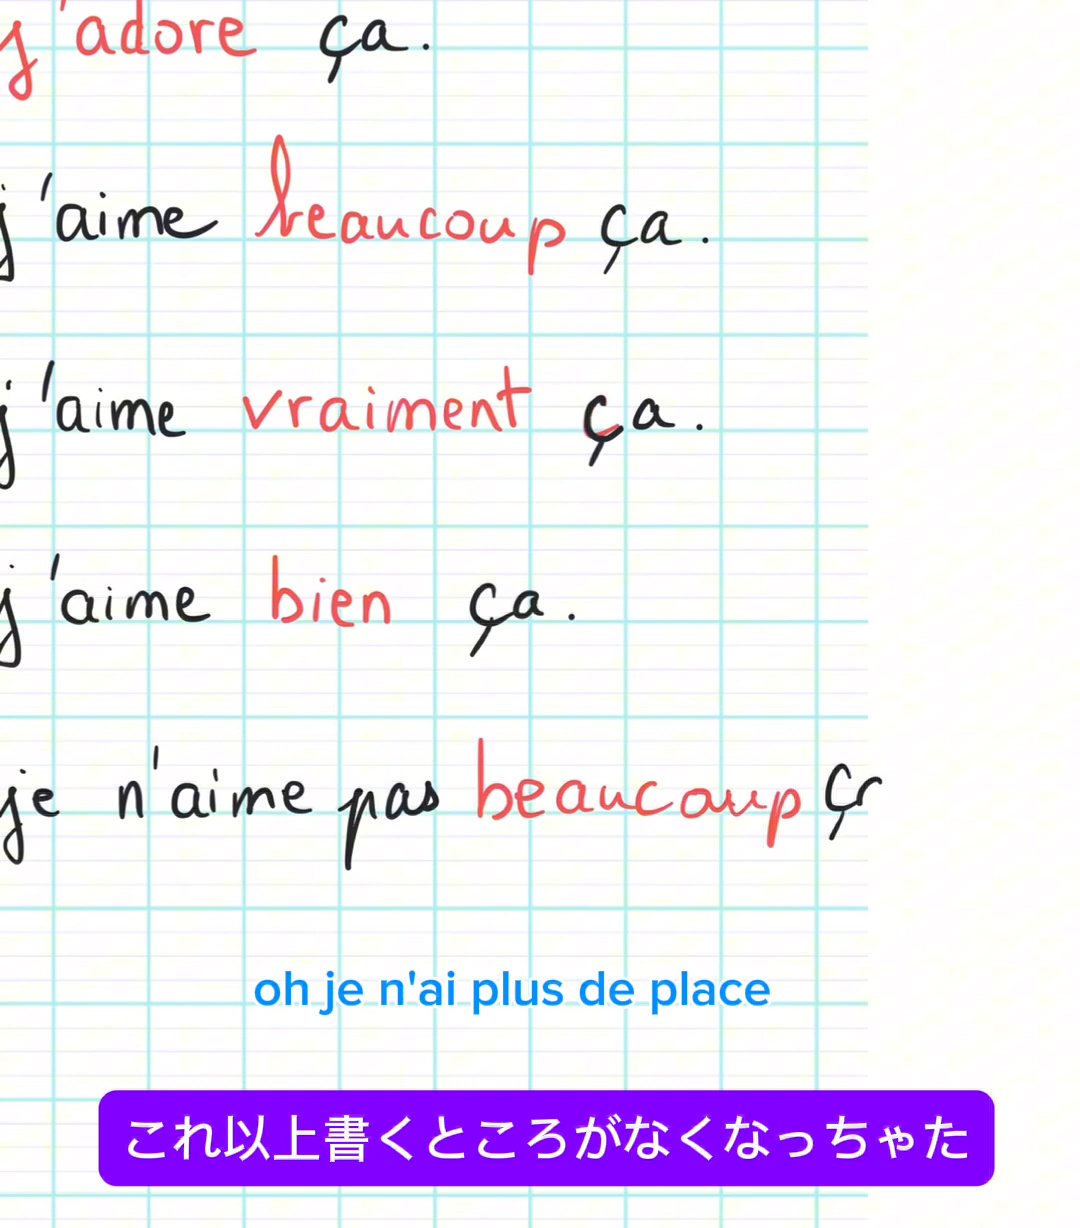 j'adore ça.
j'aime beaucoup ça.
j'aime vraiment ça.
j'aime bien ça.
je n'aime pas beaucoup ç
oh je n'ai plus de place
これ以上書くところがなくなっちゃた